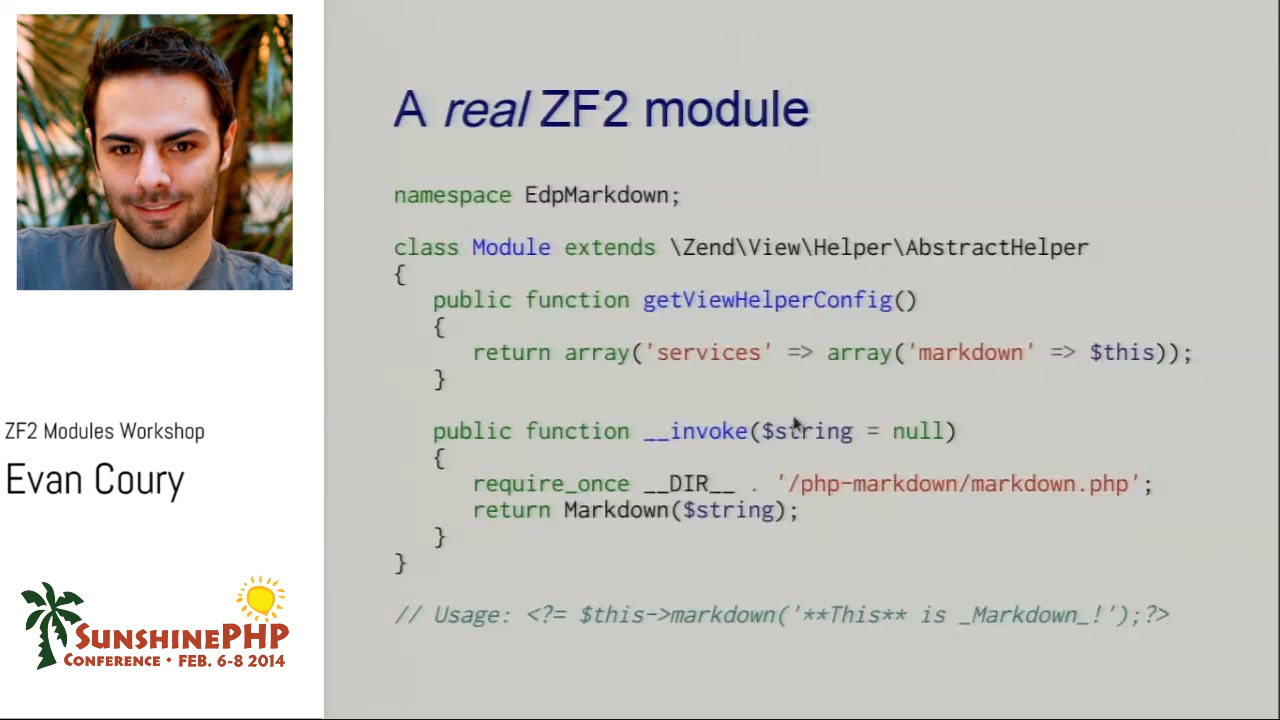 ZF2 Modules Workshop
Evan Coury
SUNSHINEPHP
CONFERENCE • FEB. 6-8 2014
A real ZF2 module
namespace EdpMarkdown;
class Module extends \Zend\View\Helper\AbstractHelper
{
public function getViewHelperConfig()
{
return array('services' => array('markdown' => $this));
}
public function __invoke($string = null)
{
require_once __DIR__ . '/php-markdown/markdown.php';
return Markdown($string);
}
}
// Usage: <?= $this->markdown('**This** is _Markdown_!');?>